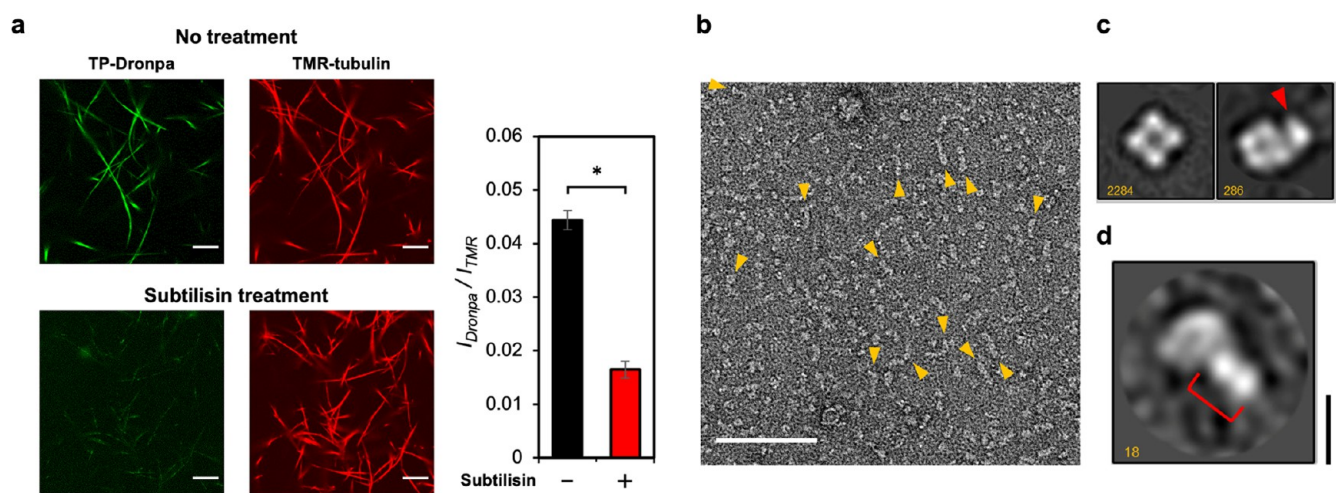 a
No treatment
TP-Dronpa
TMR-tubulin
Subtilisin treatment
0.06
0.050
0.04
0.03
0.02
0.01
0
*
I_Dronpa / I_TMR
Subtilisin − +
b
c
2284
286
d
18